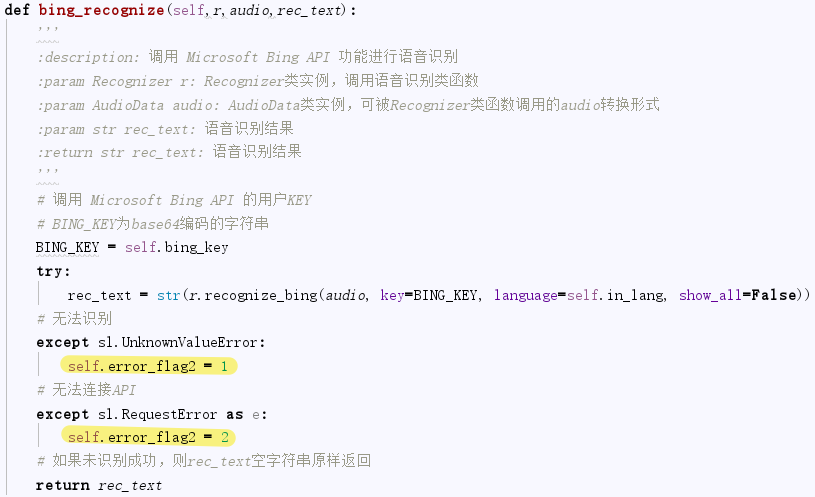 def bing_recognize(self,r,audio,rec_text):
'''
:description: 调用 Microsoft Bing API 功能进行语音识别
:param Recognizer r: Recognizer类实例，调用语音识别类函数
:param AudioData audio: AudioData类实例，可被Recognizer类函数调用的audio转换形式
:param str rec_text: 语音识别结果
:return str rec_text: 语音识别结果
'''
# 调用 Microsoft Bing API 的用户KEY
# BING_KEY为base64编码的字符串
BING_KEY = self.bing_key
try:
rec_text = str(r.recognize_bing(audio, key=BING_KEY, language=self.in_lang, show_all=False))
# 无法识别
except sl.UnknownValueError:
self.error_flag2 = 1
# 无法连接API
except sl.RequestError as e:
self.error_flag2 = 2
# 如果未识别成功，则rec_text空字符串原样返回
return rec_text